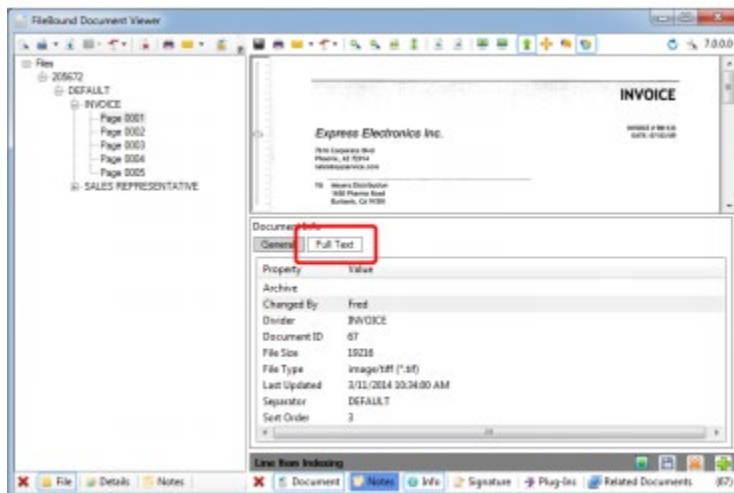 FileBound Document Viewer
7.0.0.0
Files
205672
DEFAULT
INVOICE
Page 0001
Page 0002
Page 0003
Page 0004
Page 0005
SALES REPRESENTATIVE
INVOICE
Express Electronics Inc.
Phoenix, AZ
Document Info
General Full Text
Property Value
Archive
Changed By Fred
Divider INVOICE
Document ID 67
File Size 19216
File Type image/tiff (*.tif)
Last Updated 3/11/2014 10:34:00 AM
Separator DEFAULT
Sort Order 3
Line Item Indexing
File Details Notes
Document Notes Info Signature Plug-Ins Related Documents (67)